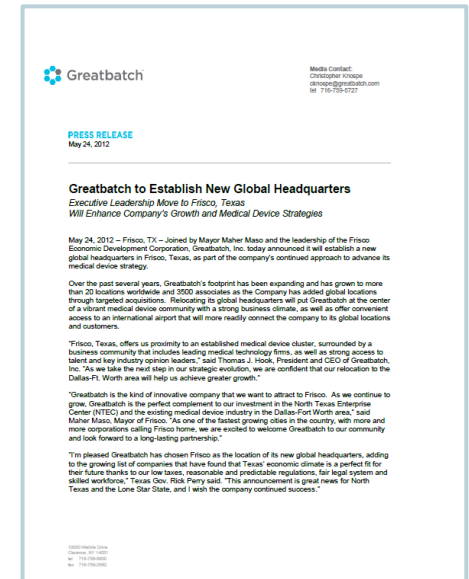 Greatbatch
Media Contact:
Christopher Knospe
cknospe@greatbatch.com
tel 716-759-5727
PRESS RELEASE
May 24, 2012
Greatbatch to Establish New Global Headquarters
Executive Leadership Move to Frisco, Texas
Will Enhance Company's Growth and Medical Device Strategies
May 24, 2012 – Frisco, TX – Joined by Mayor Maher Maso and the leadership of the Frisco
Economic Development Corporation, Greatbatch, Inc. today announced it will establish a new
global headquarters in Frisco, Texas, as part of the company's continued approach to advance its
medical device strategy.
Over the past several years, Greatbatch's footprint has been expanding and has grown to more
than 20 locations worldwide and 3500 associates as the Company has added global locations
through targeted acquisitions. Relocating its global headquarters will put Greatbatch at the center
of a vibrant medical device community with a strong business climate, as well as offer convenient
access to an international airport that will more readily connect the company to its global locations
and customers.
"Frisco, Texas, offers us proximity to an established medical device cluster, surrounded by a
business community that includes leading medical technology firms, as well as strong access to
talent and key industry opinion leaders," said Thomas J. Hook, President and CEO of Greatbatch,
Inc. "As we take the next step in our strategic evolution, we are confident that our relocation to the
Dallas-Ft. Worth area will help us achieve greater growth."
"Greatbatch is the kind of innovative company that we want to attract to Frisco. As we continue to
grow, Greatbatch is the perfect complement to our investment in the North Texas Enterprise
Center (NTEC) and the existing medical device industry in the Dallas-Fort Worth area," said
Maher Maso, Mayor of Frisco. "As one of the fastest growing cities in the country, with more and
more corporations calling Frisco home, we are excited to welcome Greatbatch to our community
and look forward to a long-lasting partnership."
"I'm pleased Greatbatch has chosen Frisco as the location of its new global headquarters, adding
to the growing list of companies that have found that Texas' economic climate is a perfect fit for
their future thanks to our low taxes, reasonable and predictable regulations, fair legal system and
skilled workforce," Texas Gov. Rick Perry said. "This announcement is great news for North
Texas and the Lone Star State, and I wish the company continued success."
Wehrle Drive
Clarence, NY 14031
tel
fax